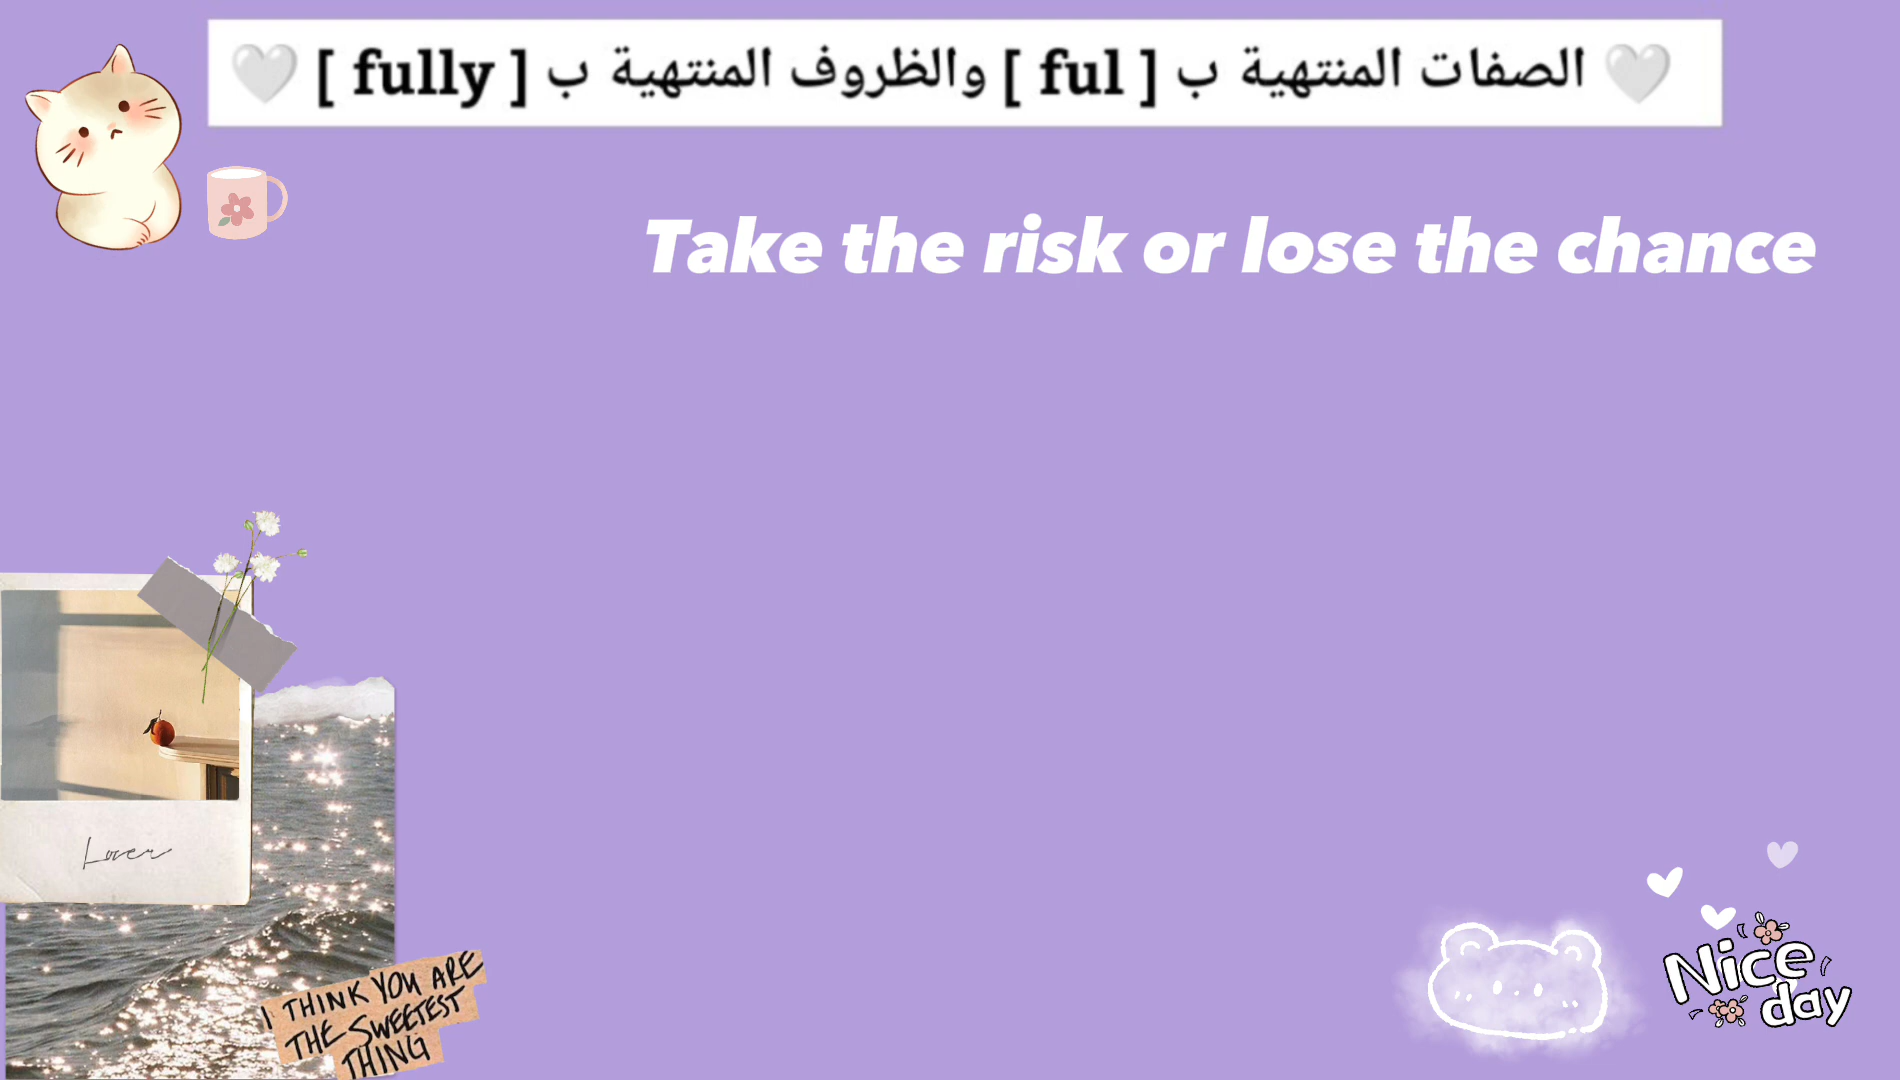 🤍 الصفات المنتهية ب [ ful ] والظروف المنتهية ب [ fully ] 🤍
Take the risk or lose the chance
Lover
I THINK YOU ARE
THE SWEETEST
THING
Nice
day